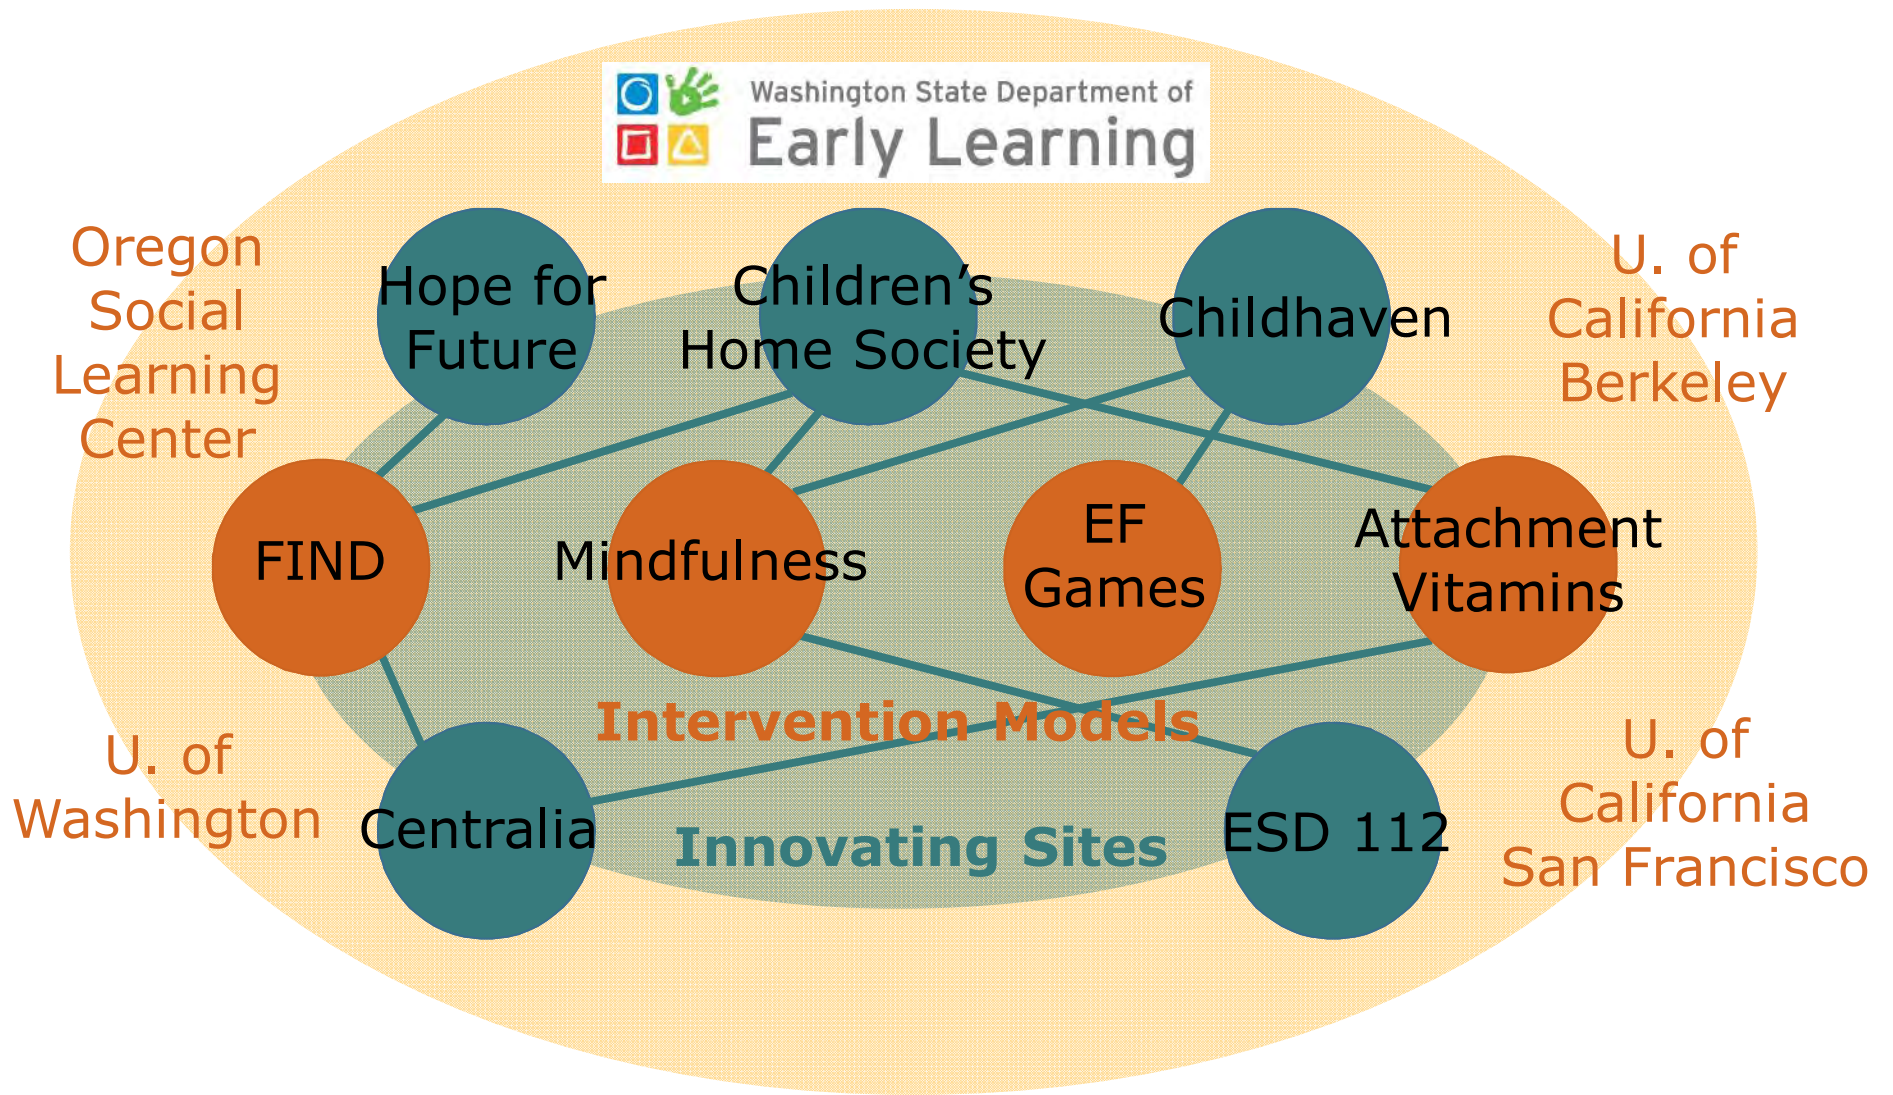 Washington State Department of
Early Learning
Oregon
Social
Learning
Center
Hope for
Future
Children's
Home Society
Childhaven
U. of
California
Berkeley
FIND
Mindfulness
EF
Games
Attachment
Vitamins
Intervention Models
U. of
Washington
Centralia
Innovating Sites
ESD 112
U. of
California
San Francisco